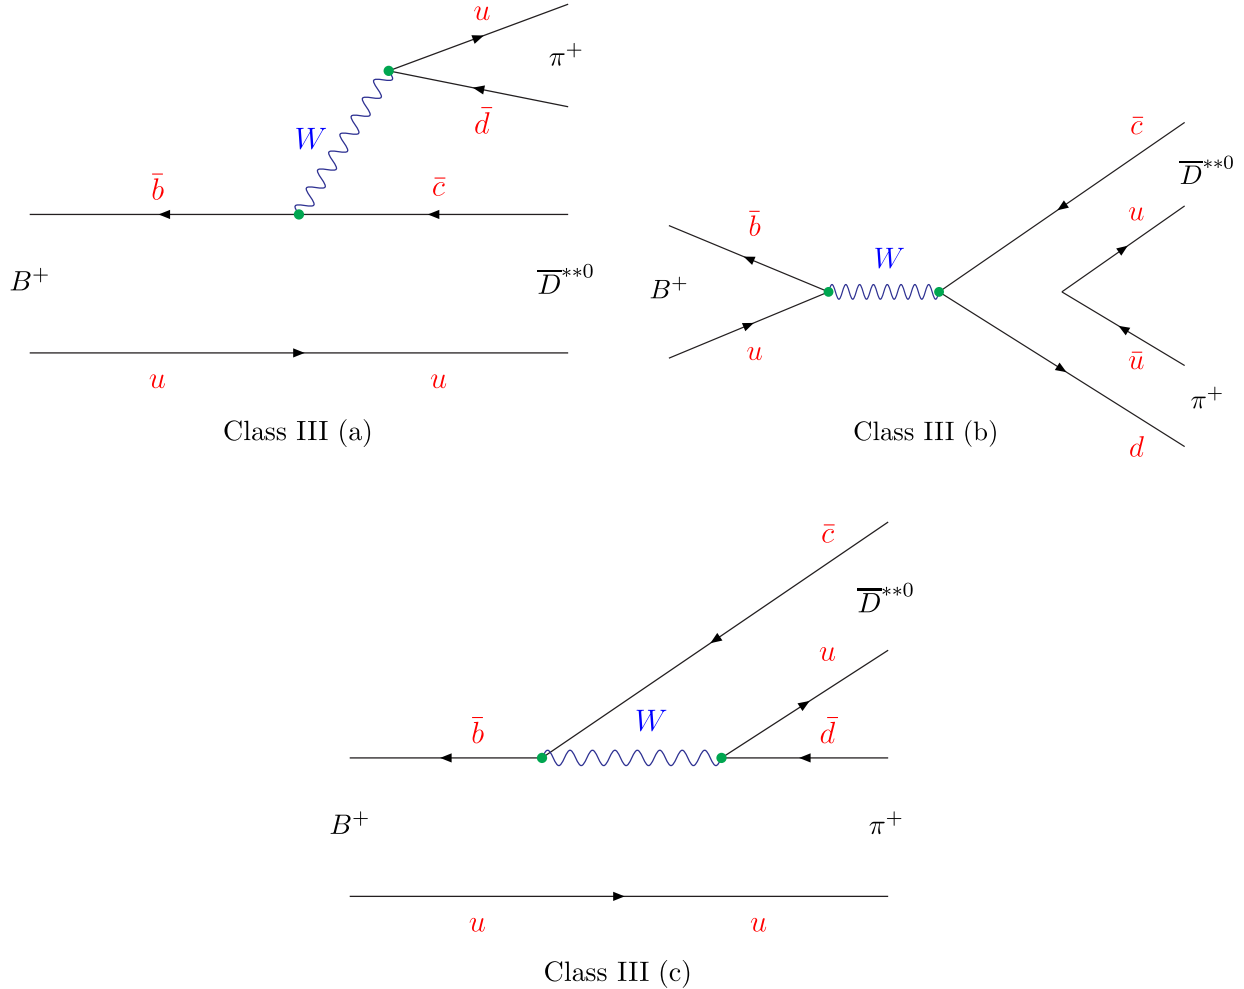 u
π⁺
d̄
W
b̄ c̄
B⁺ D̅**⁰
u u
Class III (a)
c̄
D̅**⁰
b̄ u
W
B⁺
u ū
π⁺
d
Class III (b)
c̄
D̅**⁰
u
b̄ W d̄
B⁺ π⁺
u u
Class III (c)